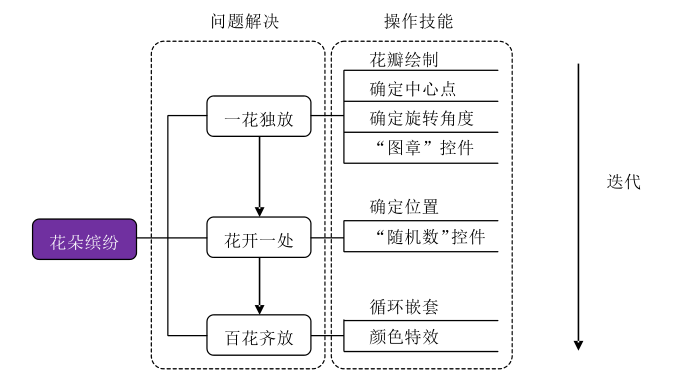 问题解决
操作技能
花瓣绘制
确定中心点
一花独放
确定旋转角度
“图章”控件
迭代
确定位置
花朵缤纷
花开一处
“随机数”控件
循环嵌套
百花齐放
颜色特效